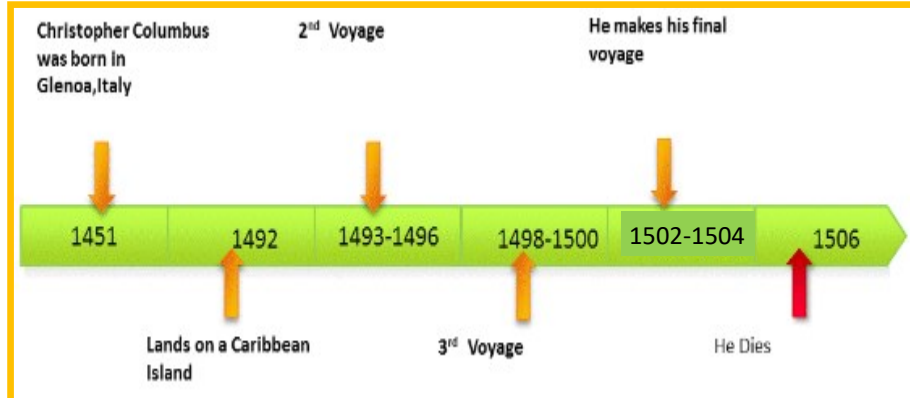 Christopher Columbus
was born in
Glenoa,Italy
2nd Voyage
He makes his final
voyage
1451
1492
1493-1496
1498-1500
1502-1504
1506
Lands on a Caribbean
Island
3rd Voyage
He Dies